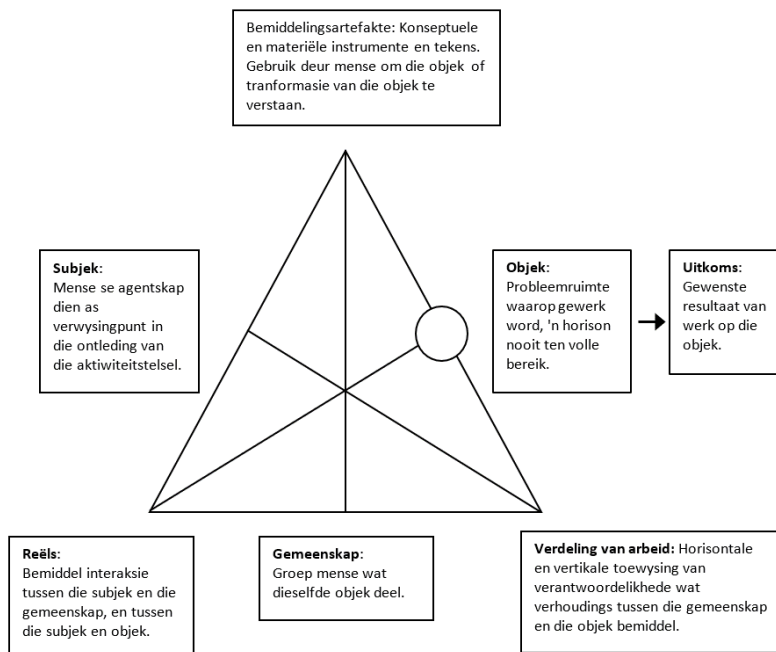 Bemiddelingsartefakte: Konseptuele
en materiële instrumente en tekens.
Gebruik deur mense om die objek of
tranformasie van die objek te
verstaan.
Subjek:
Mense se agentskap
dien as
verwysingpunt in
die ontleding van
die aktiwiteitstelsel.
Objek:
Probleemruimte
waarop gewerk
word, 'n horison
nooit ten volle
bereik.
Uitkoms:
Gewenste
resultaat van
werk op die
objek.
Reëls:
Bemiddel interaksie
tussen die subjek en die
gemeenskap, en tussen
die subjek en objek.
Gemeenskap:
Groep mense wat
dieselfde objek deel.
Verdeling van arbeid: Horisontale
en vertikale toewysing van
verantwoordelikhede wat
verhoudings tussen die gemeenskap
en die objek bemiddel.